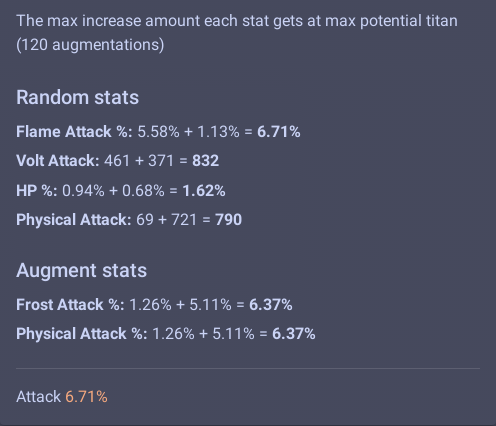 The max increase amount each stat gets at max potential titan
(120 augmentations)
Random stats
Flame Attack %: 5.58% + 1.13% = 6.71%
Volt Attack: 461 + 371 = 832
HP %: 0.94% + 0.68% = 1.62%
Physical Attack: 69 + 721 = 790
Augment stats
Frost Attack %: 1.26% + 5.11% = 6.37%
Physical Attack %: 1.26% + 5.11% = 6.37%
Attack 6.71%